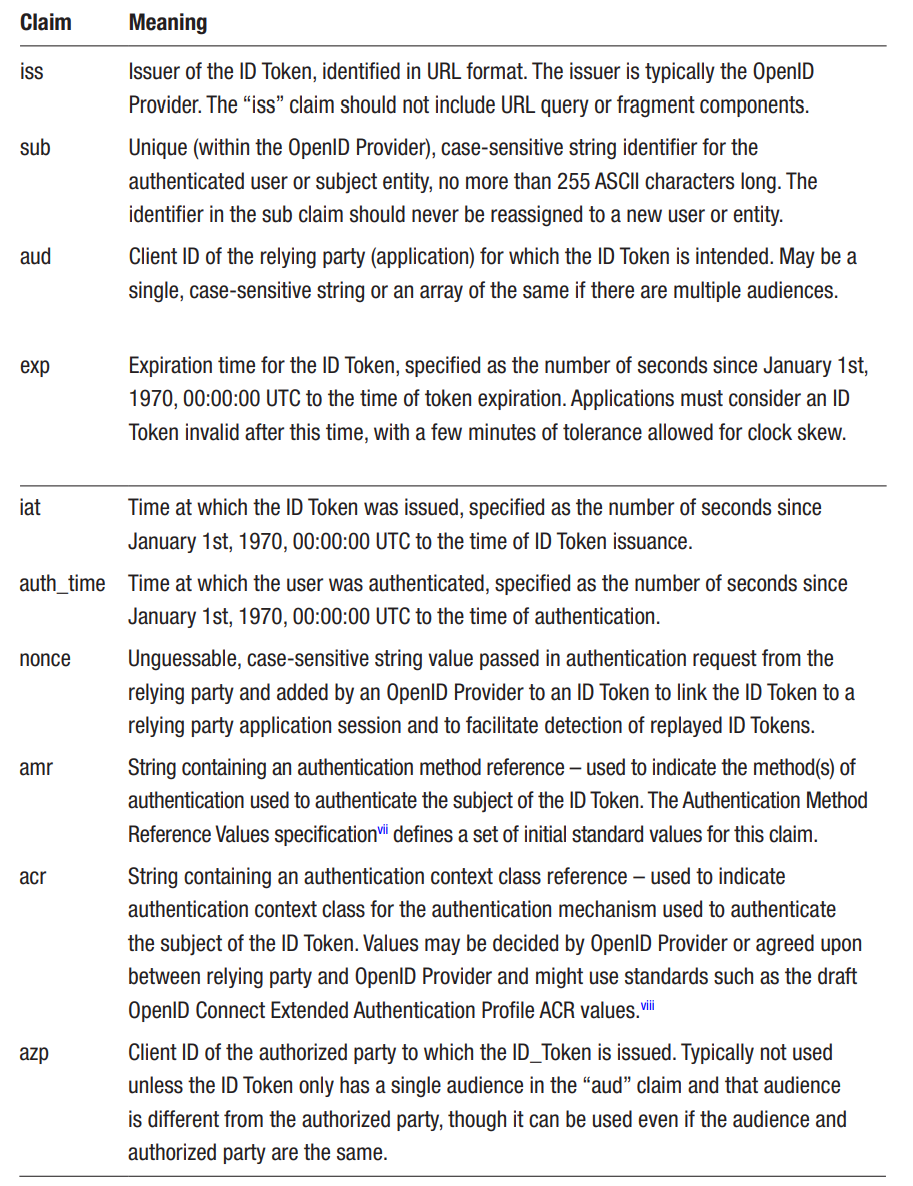 Claim Meaning
iss Issuer of the ID Token, identified in URL format. The issuer is typically the OpenID
Provider. The “iss” claim should not include URL query or fragment components.
sub Unique (within the OpenID Provider), case-sensitive string identifier for the
authenticated user or subject entity, no more than 255 ASCII characters long. The
identifier in the sub claim should never be reassigned to a new user or entity.
aud Client ID of the relying party (application) for which the ID Token is intended. May be a
single, case-sensitive string or an array of the same if there are multiple audiences.
exp Expiration time for the ID Token, specified as the number of seconds since January 1st,
1970, 00:00:00 UTC to the time of token expiration. Applications must consider an ID
Token invalid after this time, with a few minutes of tolerance allowed for clock skew.
iat Time at which the ID Token was issued, specified as the number of seconds since
January 1st, 1970, 00:00:00 UTC to the time of ID Token issuance.
auth_time Time at which the user was authenticated, specified as the number of seconds since
January 1st, 1970, 00:00:00 UTC to the time of authentication.
nonce Unguessable, case-sensitive string value passed in authentication request from the
relying party and added by an OpenID Provider to an ID Token to link the ID Token to a
relying party application session and to facilitate detection of replayed ID Tokens.
amr String containing an authentication method reference – used to indicate the method(s) of
authentication used to authenticate the subject of the ID Token. The Authentication Method
Reference Values specification vii defines a set of initial standard values for this claim.
acr String containing an authentication context class reference – used to indicate
authentication context class for the authentication mechanism used to authenticate
the subject of the ID Token. Values may be decided by OpenID Provider or agreed upon
between relying party and OpenID Provider and might use standards such as the draft
OpenID Connect Extended Authentication Profile ACR values. viii
azp Client ID of the authorized party to which the ID_Token is issued. Typically not used
unless the ID Token only has a single audience in the “aud” claim and that audience
is different from the authorized party, though it can be used even if the audience and
authorized party are the same.